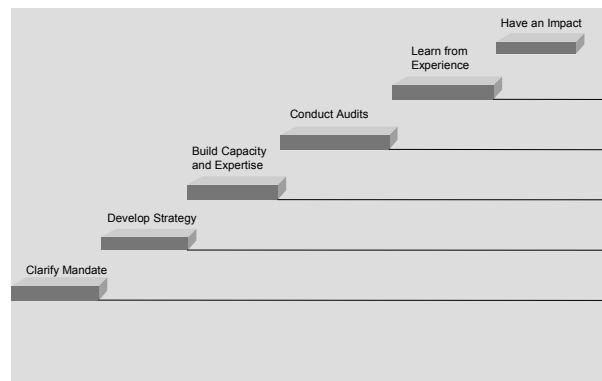 Have an Impact
Learn from
Experience
Conduct Audits
Build Capacity
and Expertise
Develop Strategy
Clarify Mandate